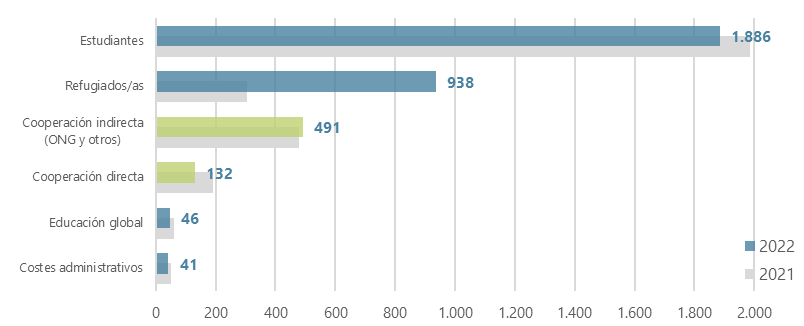 Estudiantes
1.886
Refugiados/as
938
Cooperación indirecta
(ONG y otros)
491
Cooperación directa
132
Educación global
46
Costes administrativos
41
2022
2021
0 200 400 600 800 1.000 1.200 1.400 1.600 1.800 2.000